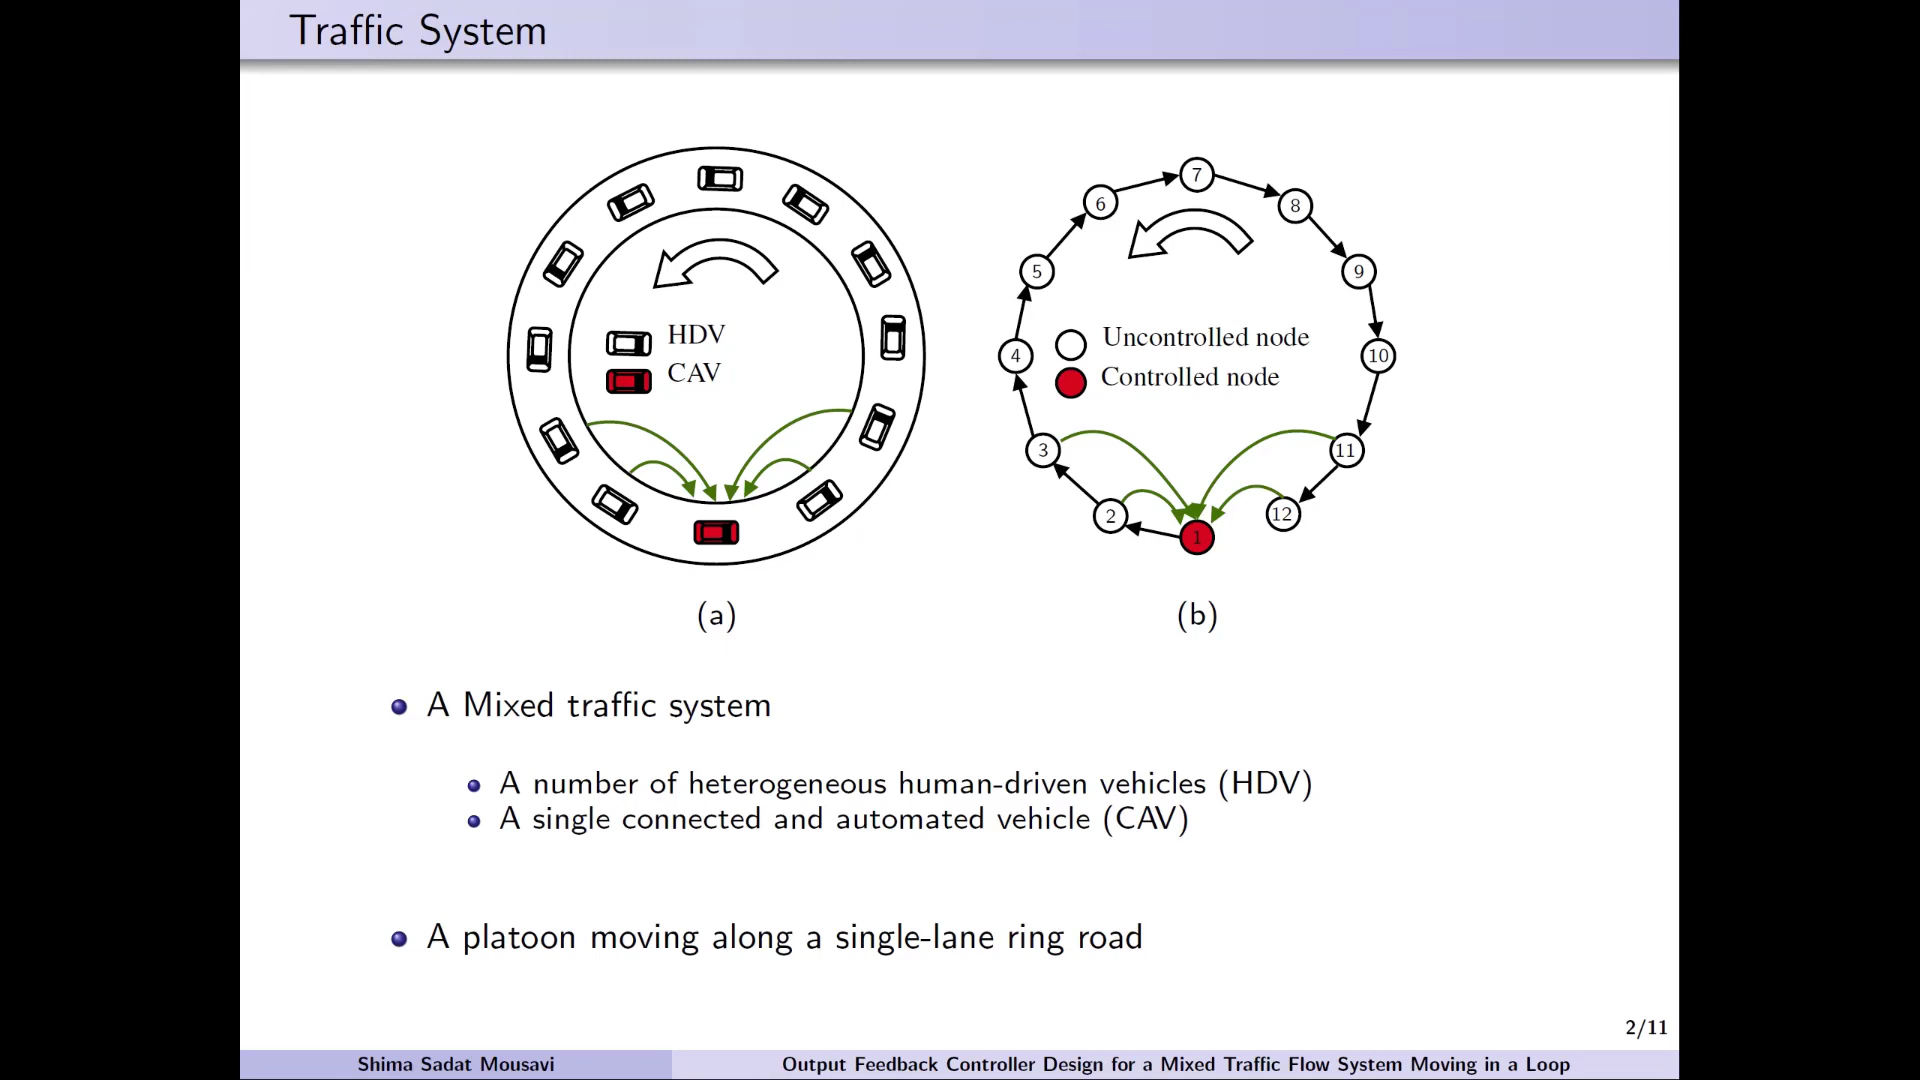 Traffic System
HDV
CAV
(a)
7
6
8
5
9
Uncontrolled node
4
10
Controlled node
3
11
2
12
1
(b)
A Mixed traffic system
A number of heterogeneous human-driven vehicles (HDV)
A single connected and automated vehicle (CAV)
A platoon moving along a single-lane ring road
2/11
Shima Sadat Mousavi
Output Feedback Controller Design for a Mixed Traffic Flow System Moving in a Loop